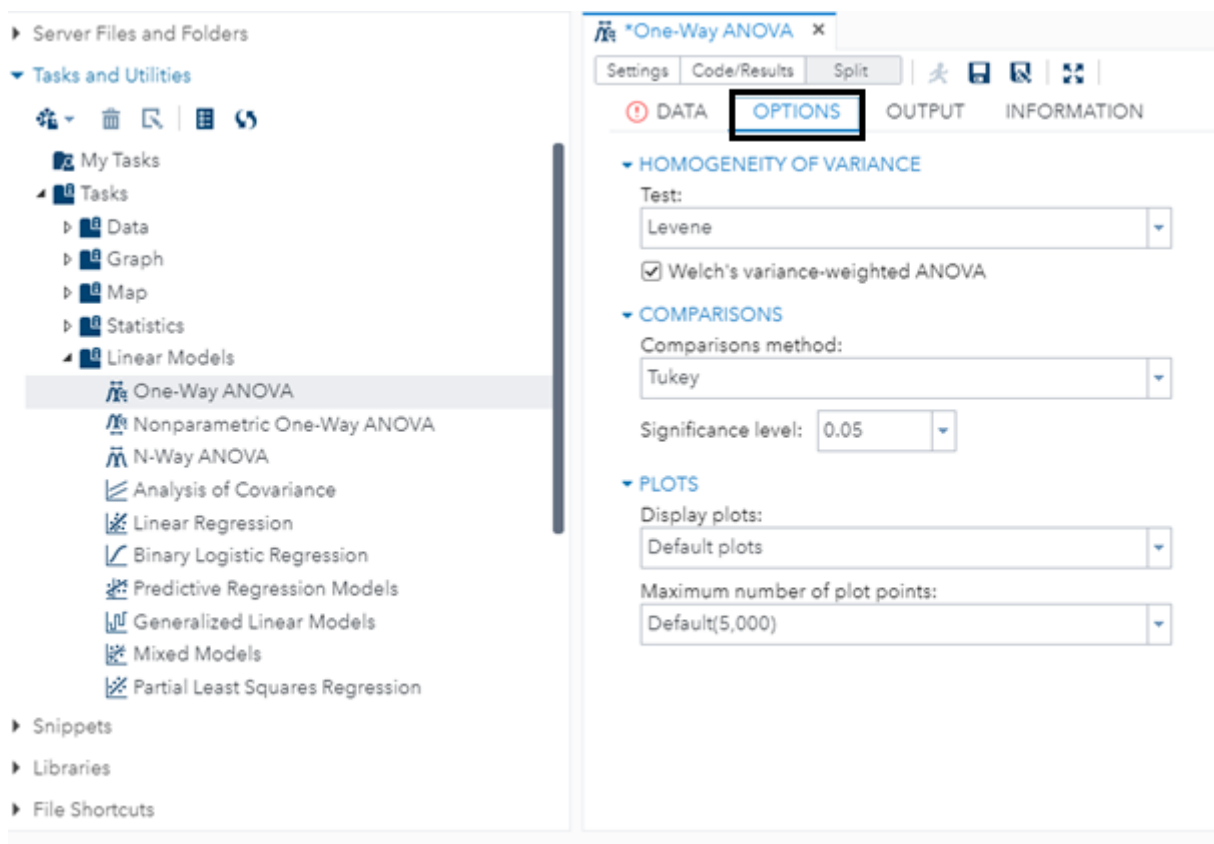 Server Files and Folders
Tasks and Utilities
My Tasks
Tasks
Data
Graph
Map
Statistics
Linear Models
One-Way ANOVA
Nonparametric One-Way ANOVA
N-Way ANOVA
Analysis of Covariance
Linear Regression
Binary Logistic Regression
Predictive Regression Models
Generalized Linear Models
Mixed Models
Partial Least Squares Regression
Snippets
Libraries
File Shortcuts
*One-Way ANOVA
Settings Code/Results Split
DATA OPTIONS OUTPUT INFORMATION
HOMOGENEITY OF VARIANCE
Test:
Levene
Welch's variance-weighted ANOVA
COMPARISONS
Comparisons method:
Tukey
Significance level: 0.05
PLOTS
Display plots:
Default plots
Maximum number of plot points:
Default(5,000)